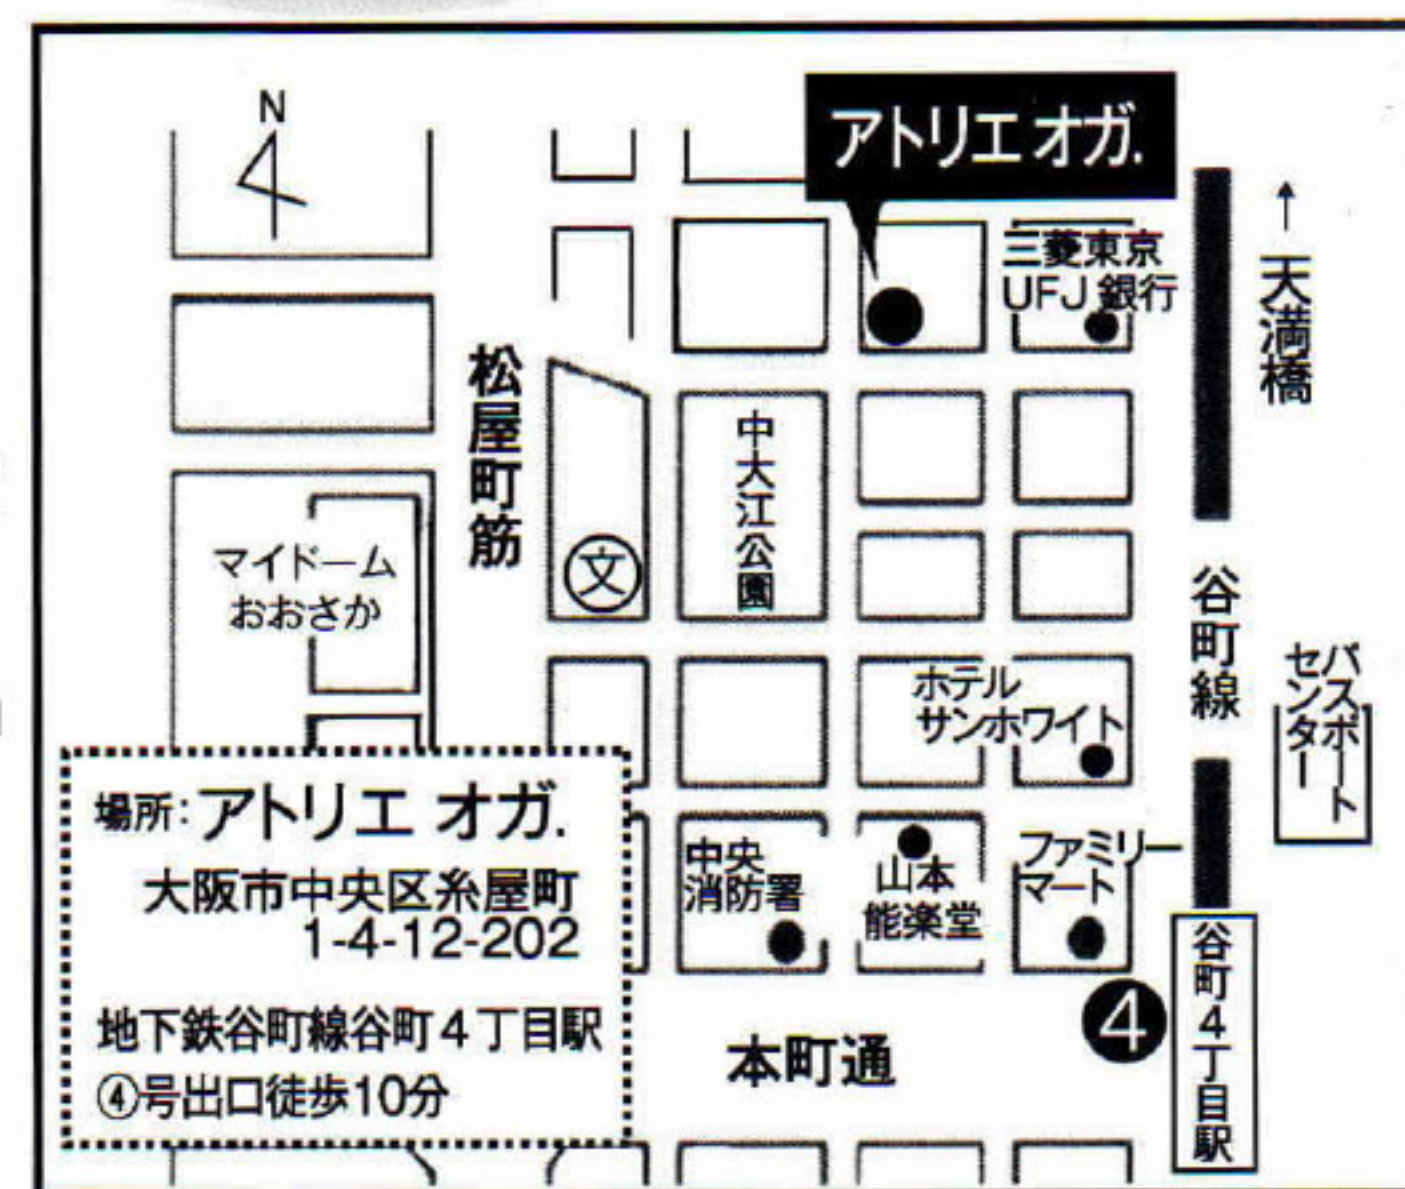 N
アトリエ オガ.
三菱東京
UFJ 銀行
↑
天満橋
松屋町筋
中大江公園
マイドーム
おおさか
文
谷町線
パスポート
センター
ホテル
サンホワイト
場所: アトリエ オガ.
大阪市中央区糸屋町
1-4-12-202
地下鉄谷町線谷町4丁目駅
④号出口徒歩10分
中央
消防署
山本
能楽堂
ファミリー
マート
4
谷町4丁目駅
本町通